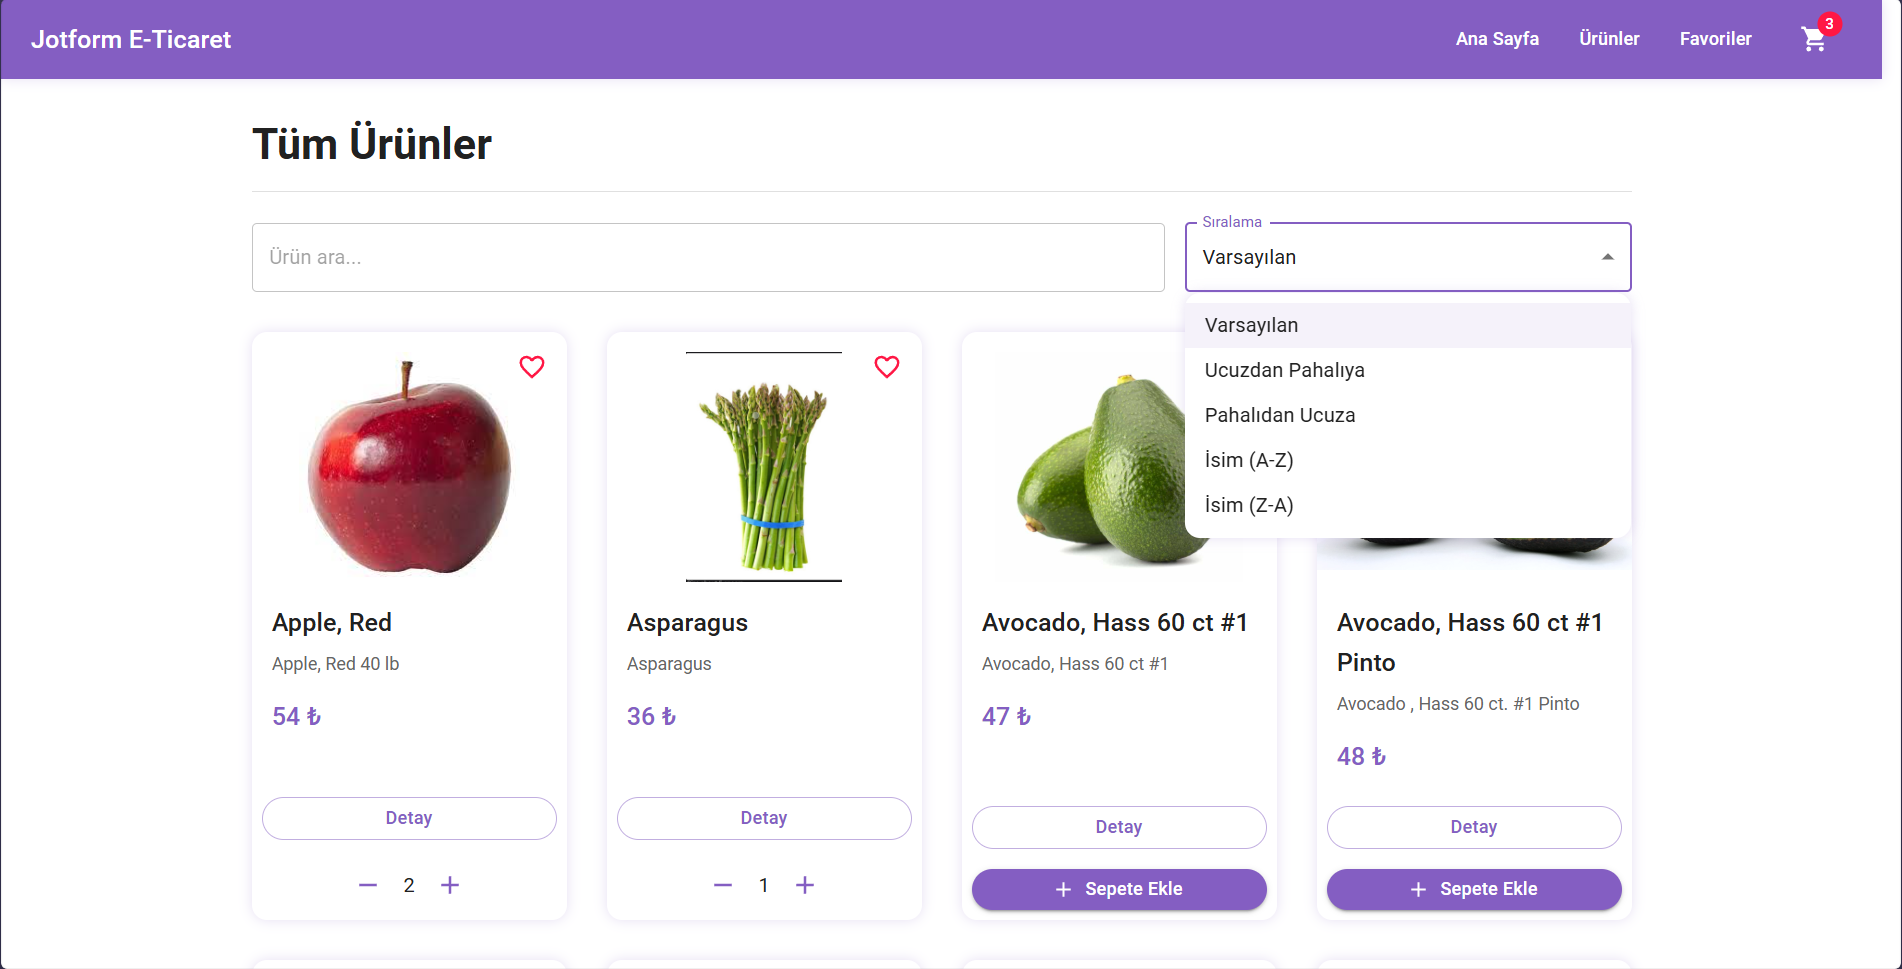 Jotform E-Ticaret
Ana Sayfa
Ürünler
Favoriler
3
Tüm Ürünler
Ürün ara...
Sıralama
Varsayılan
Varsayılan
Ucuzdan Pahalıya
Pahalıdan Ucuza
İsim (A-Z)
İsim (Z-A)
Apple, Red
Apple, Red 40 lb
54 ₺
Detay
2
Asparagus
Asparagus
36 ₺
Detay
1
Avocado, Hass 60 ct #1
Avocado, Hass 60 ct #1
47 ₺
Detay
Sepete Ekle
Avocado, Hass 60 ct #1
Pinto
Avocado , Hass 60 ct. #1 Pinto
48 ₺
Detay
Sepete Ekle